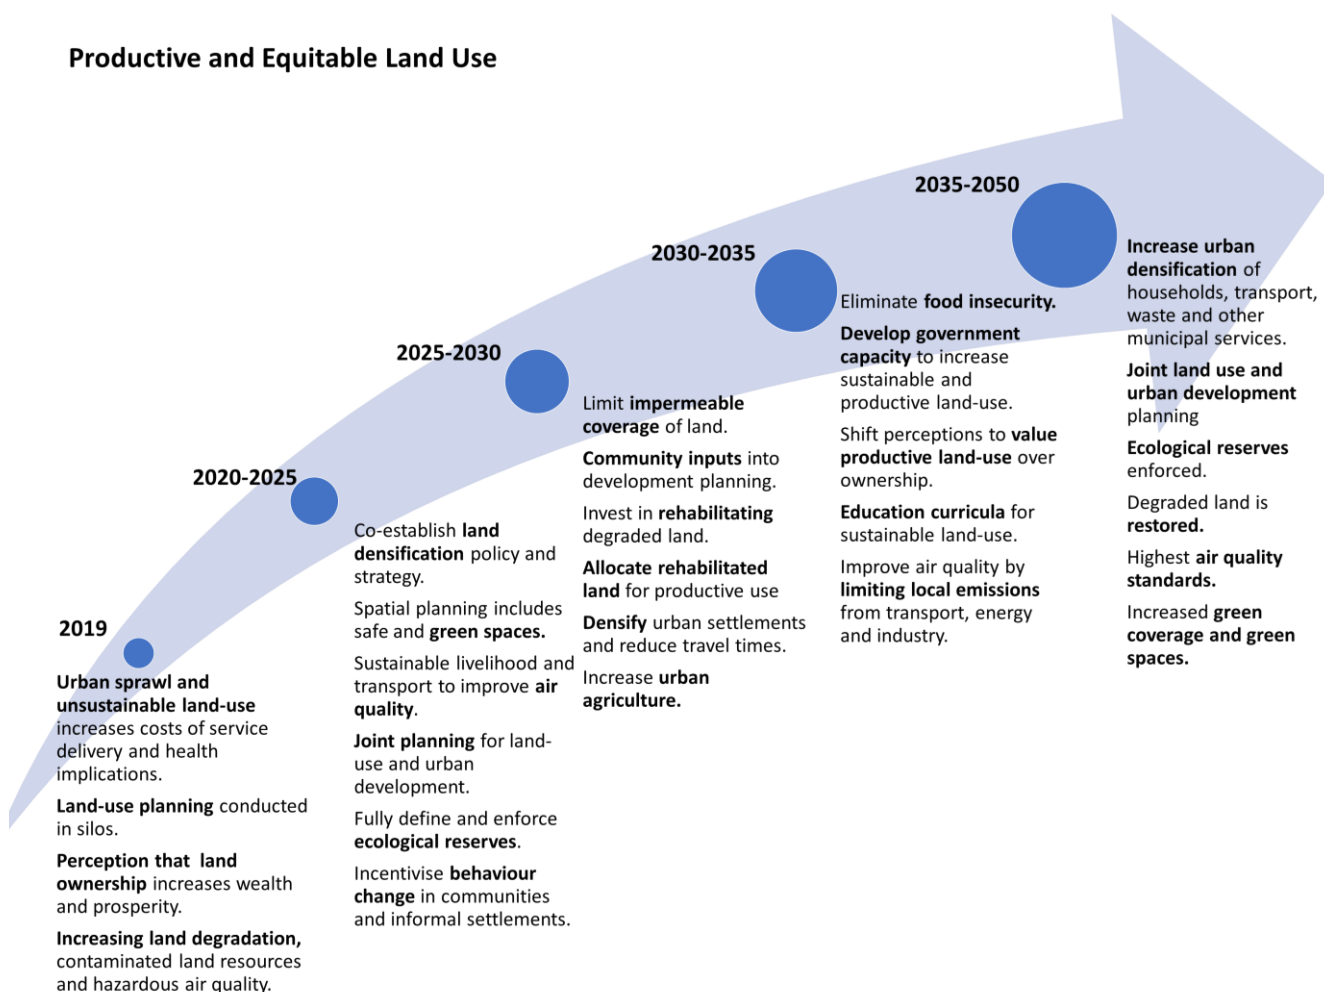 Productive and Equitable Land Use
2019
Urban sprawl and
unsustainable land-use
increases costs of service
delivery and health
implications.
Land-use planning conducted
in silos.
Perception that land
ownership increases wealth
and prosperity.
Increasing land degradation,
contaminated land resources
and hazardous air quality.
2020-2025
Co-establish land
densification policy and
strategy.
Spatial planning includes
safe and green spaces.
Sustainable livelihood and
transport to improve air
quality.
Joint planning for land-
use and urban
development.
Fully define and enforce
ecological reserves.
Incentivise behaviour
change in communities
and informal settlements.
2025-2030
Limit impermeable
coverage of land.
Community inputs into
development planning.
Invest in rehabilitating
degraded land.
Allocate rehabilitated
land for productive use
Densify urban settlements
and reduce travel times.
Increase urban
agriculture.
2030-2035
Eliminate food insecurity.
Develop government
capacity to increase
sustainable and
productive land-use.
Shift perceptions to value
productive land-use over
ownership.
Education curricula for
sustainable land-use.
Improve air quality by
limiting local emissions
from transport, energy
and industry.
2035-2050
Increase urban
densification of
households, transport,
waste and other
municipal services.
Joint land use and
urban development
planning
Ecological reserves
enforced.
Degraded land is
restored.
Highest air quality
standards.
Increased green
coverage and green
spaces.